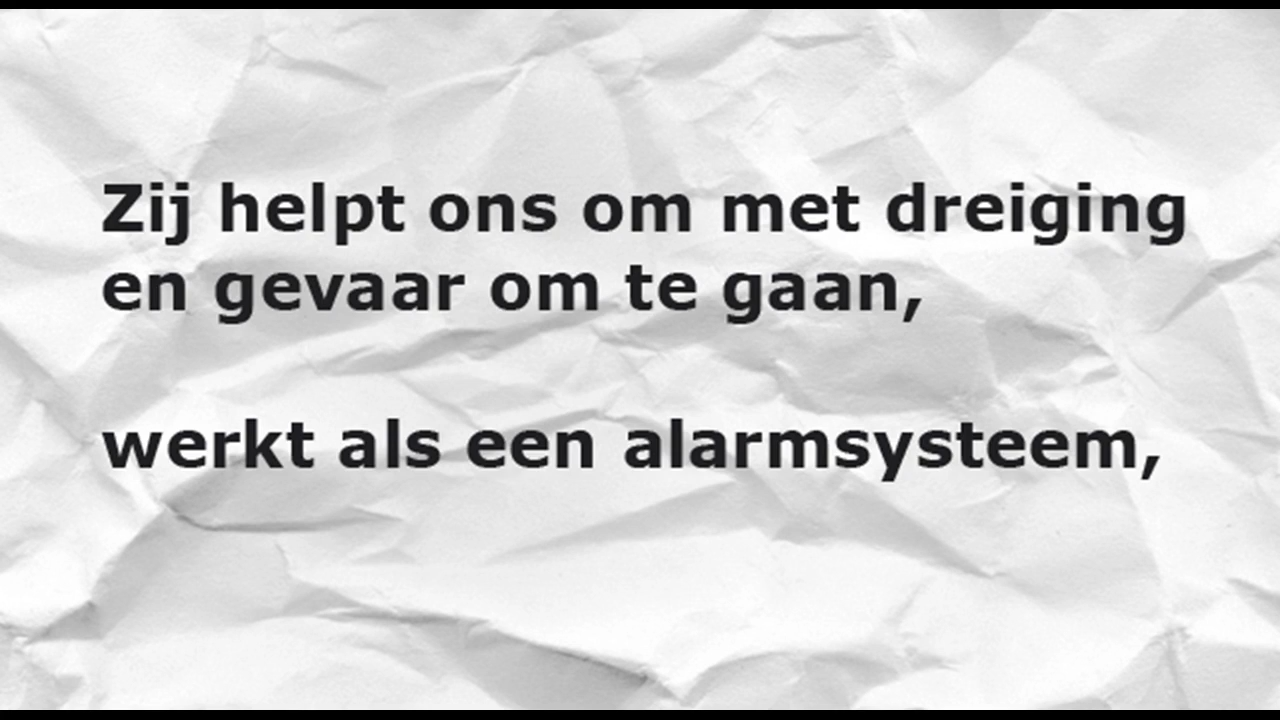 Zij helpt ons om met dreiging
en gevaar om te gaan,
werkt als een alarmsysteem,